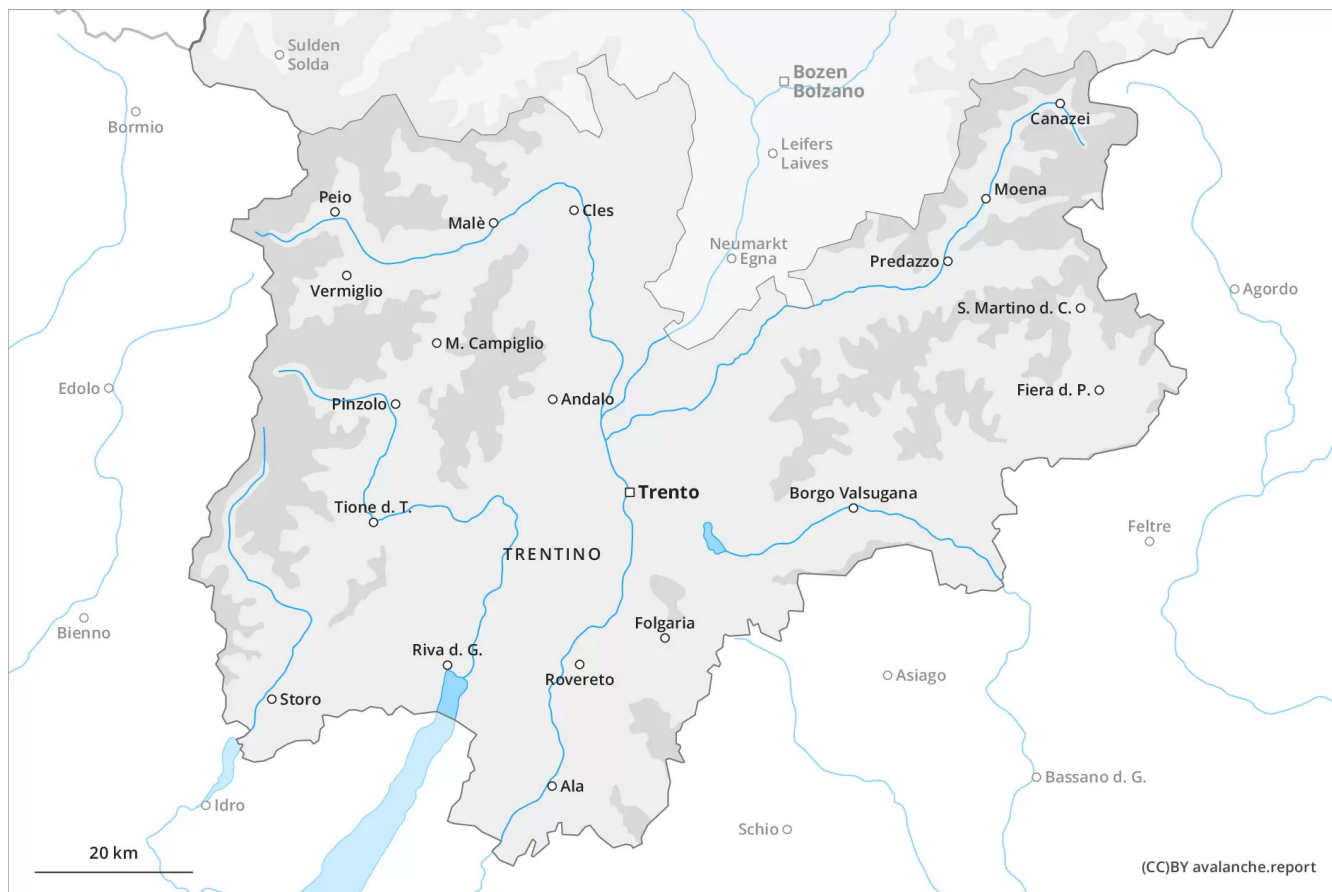 Sulden
Solda
Bozen
Bolzano
Bormio
Canazei
Leifers
Laives
Peio
Moena
Malè
Cles
Neumarkt
Egna
Predazzo
Vermiglio
Agordo
S. Martino d. C.
M. Campiglio
Edolo
Fiera d. P.
Pinzolo
Andalo
Trento
Borgo Valsugana
Tione d. T.
Feltre
TRENTINO
Folgaria
Bienno
Riva d. G.
Asiago
Rovereto
Storo
Bassano d. G.
Ala
Idro
Schio
20 km
(CC)BY avalanche.report